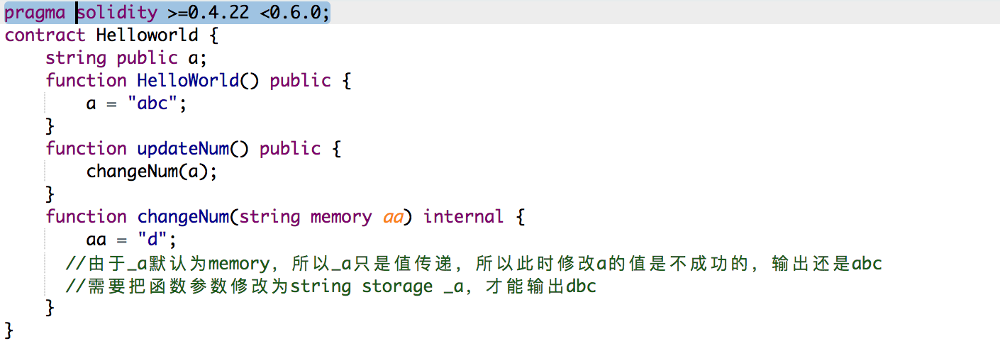 pragma solidity >=0.4.22 <0.6.0;
contract Helloworld {
    string public a;
    function HelloWorld() public {
        a = "abc";
    }
    function updateNum() public {
        changeNum(a);
    }
    function changeNum(string memory aa) internal {
        aa = "d";
      //由于_a默认为memory，所以_a只是值传递，所以此时修改a的值是不成功的，输出还是abc
      //需要把函数参数修改为string storage _a，才能输出dbc
    }
}